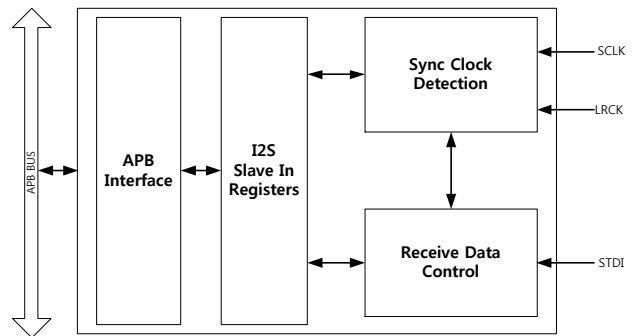 APB BUS
APB
Interface
I2S
Slave In
Registers
Sync Clock
Detection
Receive Data
Control
SCLK
LRCK
STDI